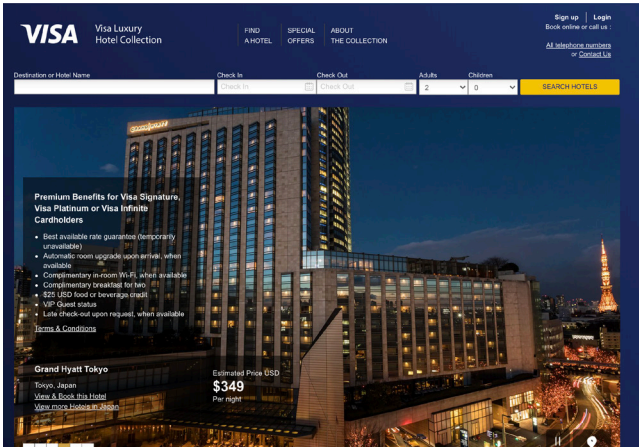 VISA
Visa Luxury
Hotel Collection
FIND
A HOTEL
SPECIAL
OFFERS
ABOUT
THE COLLECTION
Sign up | Login
Book online or call us :
All telephone numbers
or Contact Us
Destination or Hotel Name
Check In
Check In
Check Out
Check Out
Adults
2
Children
0
SEARCH HOTELS
Premium Benefits for Visa Signature,
Visa Platinum or Visa Infinite
Cardholders
• Best available rate guarantee (temporarily
unavailable)
• Automatic room upgrade upon arrival, when
available
• Complimentary in-room Wi-Fi, when available
• Complimentary breakfast for two
• $25 USD food or beverage credit
• VIP Guest status
• Late check-out upon request, when available
Terms & Conditions
Grand Hyatt Tokyo
Tokyo, Japan
View & Book this Hotel
View more Hotels in Japan
Estimated Price USD
$349
Per night